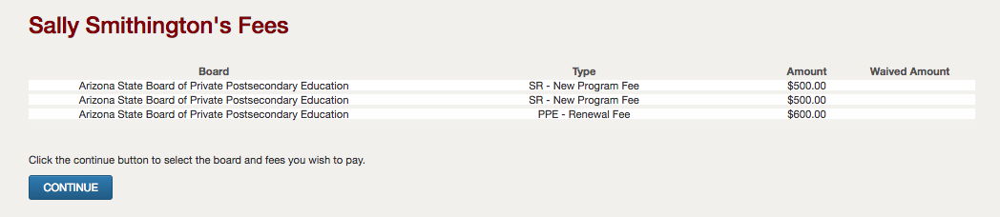 Sally Smithington's Fees
Board Type Amount Waived Amount
Arizona State Board of Private Postsecondary Education SR - New Program Fee $500.00
Arizona State Board of Private Postsecondary Education SR - New Program Fee $500.00
Arizona State Board of Private Postsecondary Education PPE - Renewal Fee $600.00
Click the continue button to select the board and fees you wish to pay.
CONTINUE